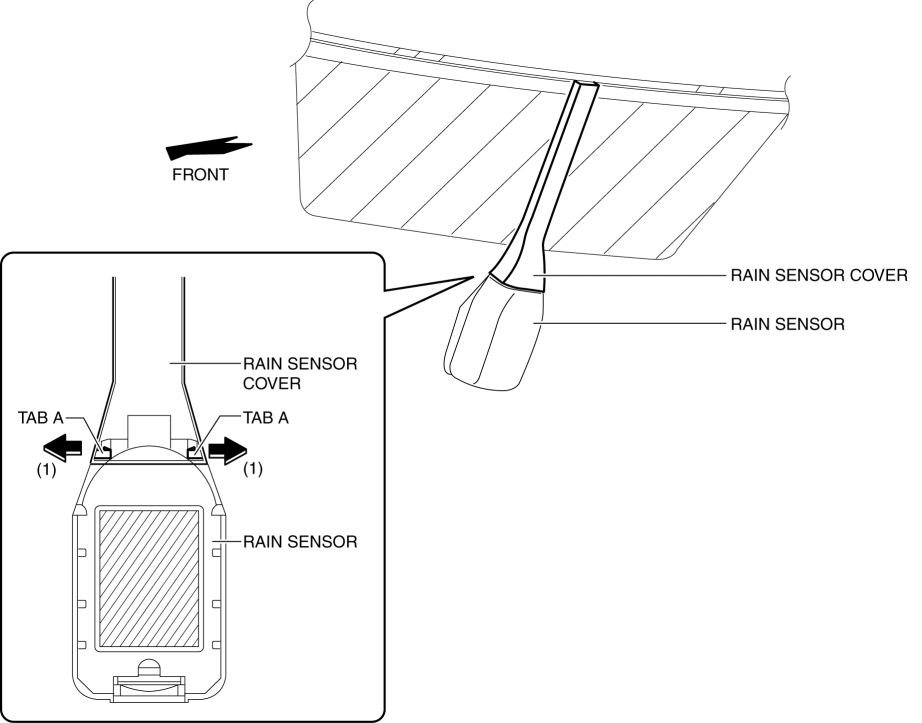 FRONT
RAIN SENSOR COVER
RAIN SENSOR
RAIN SENSOR
COVER
TAB A
TAB A
(1)
(1)
RAIN SENSOR